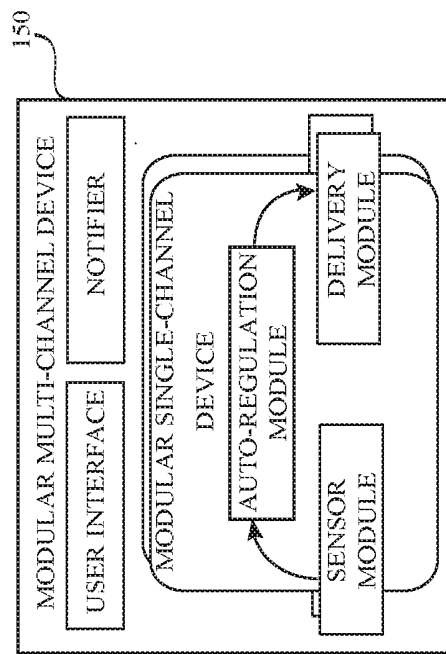 150
MODULAR MULTI-CHANNEL DEVICE
USER INTERFACE
NOTIFIER
MODULAR SINGLE-CHANNEL
DEVICE
AUTO-REGULATION
MODULE
SENSOR
MODULE
DELIVERY
MODULE